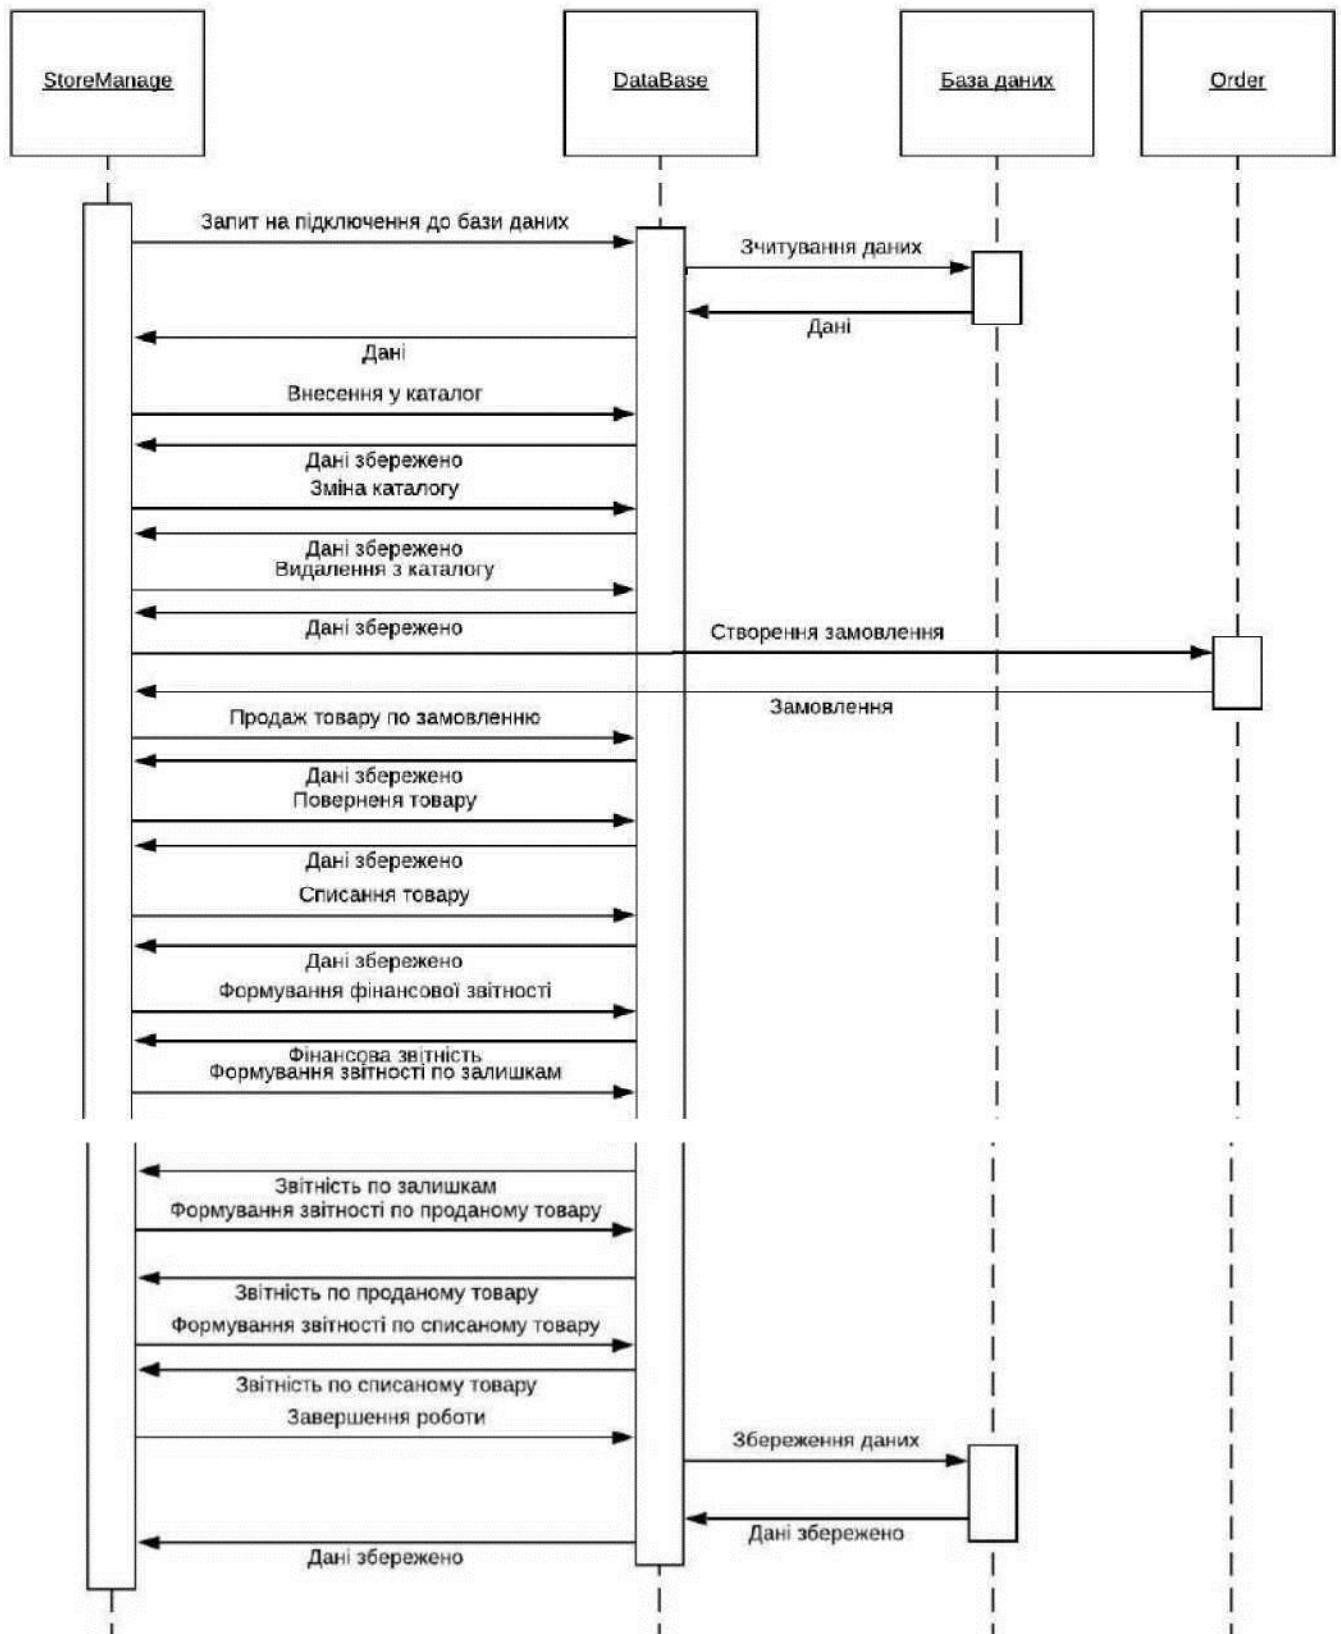 StoreManage
DataBase
База даних
Order
Запит на підключення до бази даних
Зчитування даних
Дані
Дані
Внесення у каталог
Дані збережено
Зміна каталогу
Дані збережено
Видалення з каталогу
Дані збережено
Створення замовлення
Замовлення
Продаж товару по замовленню
Дані збережено
Поверненя товару
Дані збережено
Списання товару
Дані збережено
Формування фінансової звітності
Фінансова звітність
Формування звітності по залишкам
Звітність по залишкам
Формування звітності по проданому товару
Звітність по проданому товару
Формування звітності по списаному товару
Звітність по списаному товару
Завершення роботи
Збереження даних
Дані збережено
Дані збережено